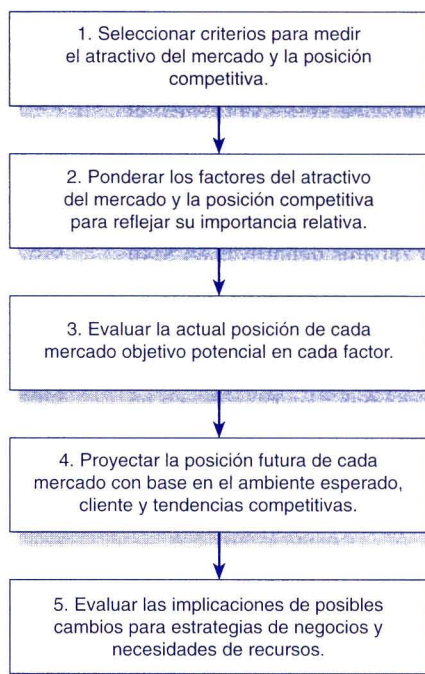 1. Seleccionar criterios para medir
el atractivo del mercado y la posición
competitiva.
2. Ponderar los factores del atractivo
del mercado y la posición competitiva
para reflejar su importancia relativa.
3. Evaluar la actual posición de cada
mercado objetivo potencial en cada factor.
4. Proyectar la posición futura de cada
mercado con base en el ambiente esperado,
cliente y tendencias competitivas.
5. Evaluar las implicaciones de posibles
cambios para estrategias de negocios y
necesidades de recursos.